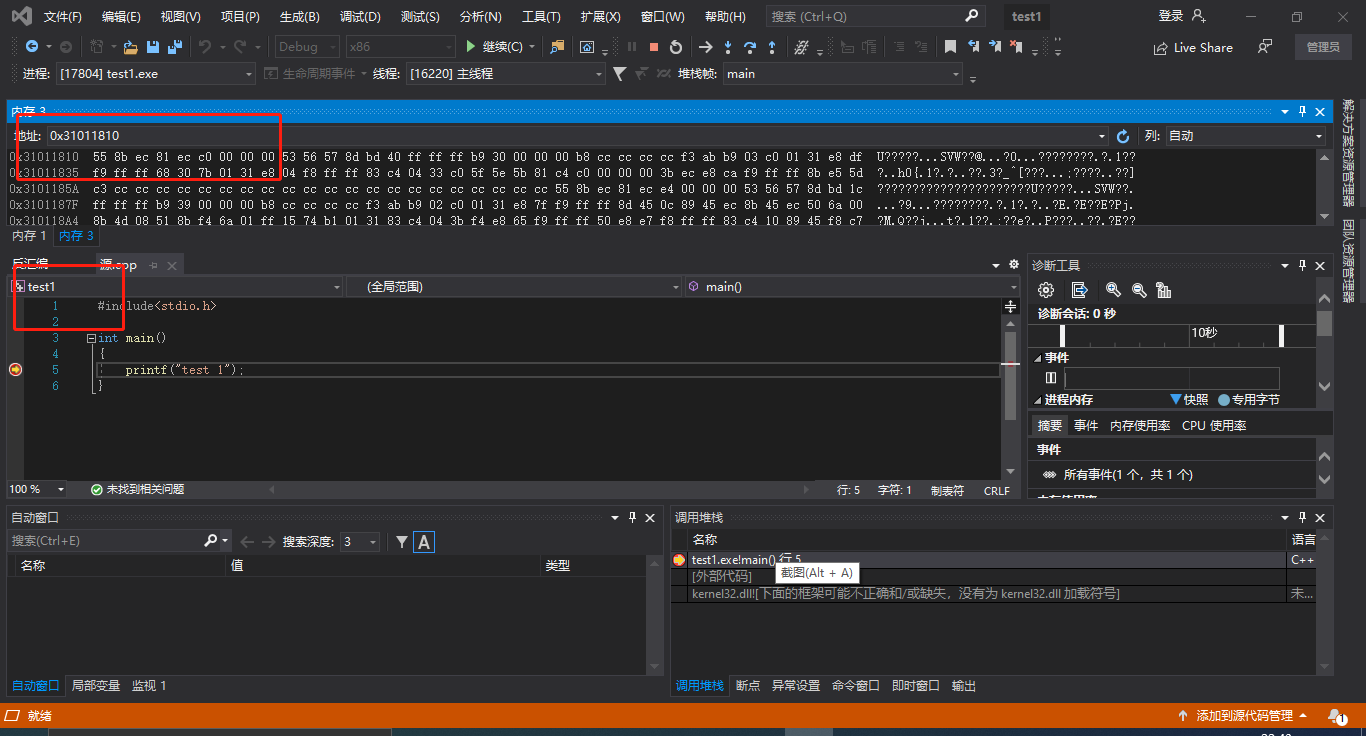 文件(F) 编辑(E) 视图(V) 项目(P) 生成(B) 调试(D) 测试(S) 分析(N) 工具(T) 扩展(X) 窗口(W) 帮助(H) 搜索 (Ctrl+Q) test1 登录
Debug x86 继续(C) Live Share 管理员
进程: [17804] test1.exe 生命周期事件 线程: [16220] 主线程 堆栈帧: main
内存 3
地址: 0x31011810 列: 自动
0x31011810 55 8b ec 81 ec c0 00 00 00 53 56 57 8d bd 40 ff ff ff b9 30 00 00 00 b8 cc cc cc cc f3 ab b9 03 c0 01 31 e8 df U?????...SVW??@...?0...????????.?.1??
0x31011835 f9 ff ff 68 30 7b 01 31 e8 04 f8 ff ff 83 c4 04 33 c0 5f 5e 5b 81 c4 c0 00 00 00 3b ec e8 ca f9 ff ff 8b e5 5d
0x3101185A c3 cc cc cc cc cc cc cc cc cc cc cc cc cc cc cc cc cc cc cc cc 55 8b ec 81 ec e4 00 00 00 53 56 57 8d bd 1c
0x3101187F ff ff ff b9 39 00 00 00 b8 cc cc cc cc f3 ab b9 02 c0 01 31 e8 7f f9 ff ff 8d 45 0c 89 45 ec 8b 45 ec 50 6a 00
0x310118A4 8b 4d 08 51 8b f4 6a 01 ff 15 74 b1 01 31 83 c4 04 3b f4 e8 65 f9 ff ff 50 e8 e7 f8 ff ff 83 c4 10 89 45 f8 c7
内存 1 内存 3
反汇编 源.cpp
test1 (全局范围) main()
1 #include<stdio.h>
2
3 int main()
4 {
5 printf("test 1");
6 }
100 % 未找到相关问题 行: 5 字符: 1 制表符 CRLF
诊断工具
诊断会话: 0 秒
10秒
事件
进程内存 快照 专用字节
摘要 事件 内存使用率 CPU 使用率
事件
所有事件(1 个，共 1 个)
内存使用率
解决方案资源管理器
团队资源管理器
自动窗口
搜索(Ctrl+E) 搜索深度: 3 A
名称 值 类型
自动窗口 局部变量 监视 1
调用堆栈
名称 语言
test1.exe!main() 行 5 C++
[外部代码]
截图(Alt + A)
kernel32.dll![下面的框架可能不正确和/或缺失，没有为 kernel32.dll 加载符号] 未...
调用堆栈 断点 异常设置 命令窗口 即时窗口 输出
就绪 添加到源代码管理 1